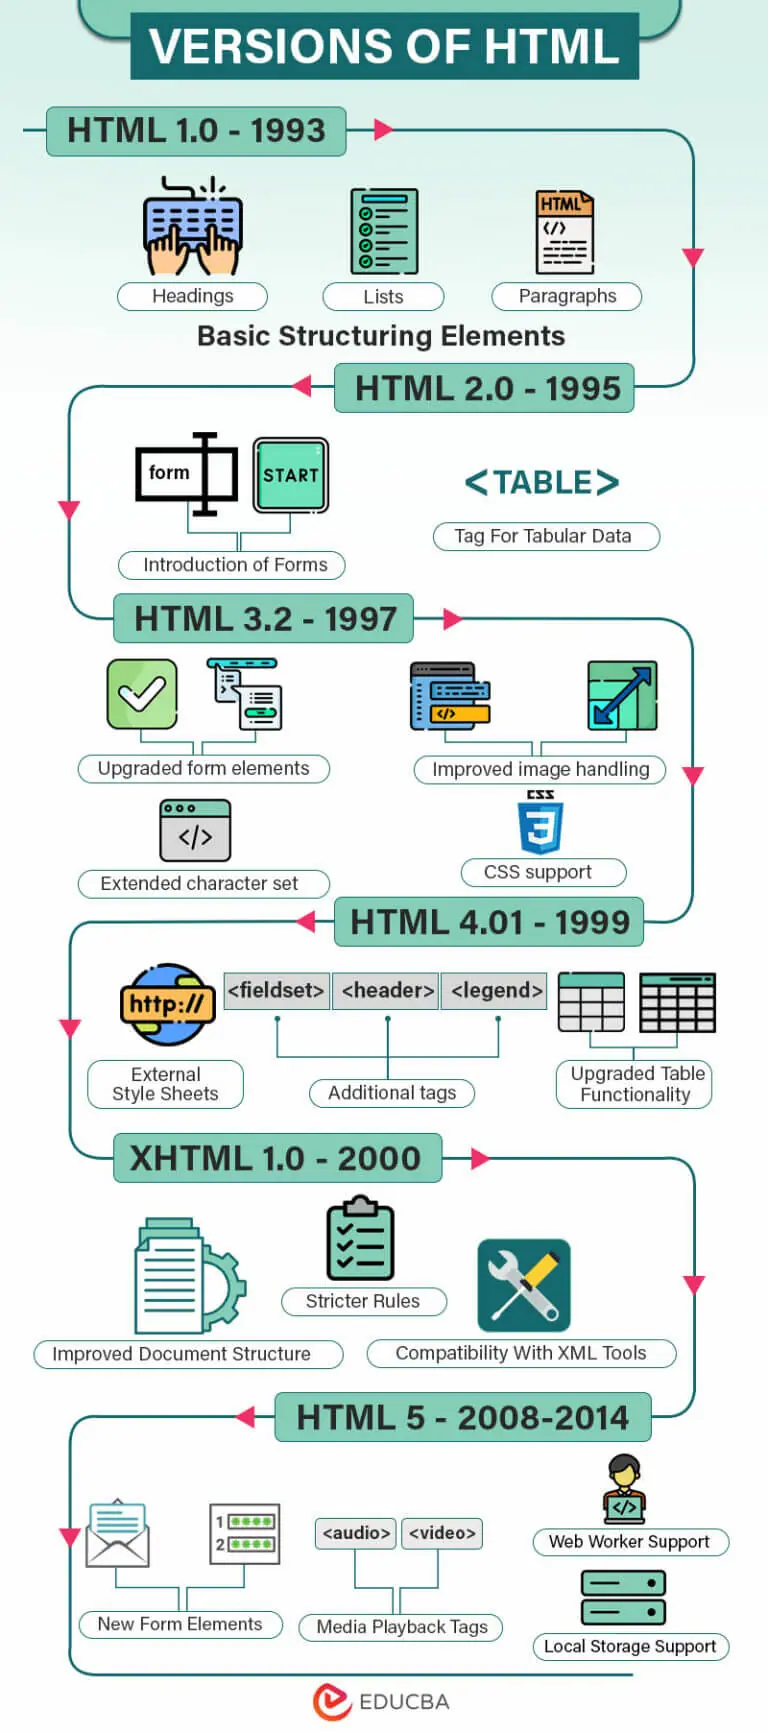 VERSIONS OF HTML
HTML 1.0 - 1993
HTML
</>
Headings
Lists
Paragraphs
Basic Structuring Elements
HTML 2.0 - 1995
form
START
<TABLE>
Introduction of Forms
Tag For Tabular Data
HTML 3.2 - 1997
</>
Upgraded form elements
Improved image handling
</>
CSS
3
Extended character set
CSS support
HTML 4.01 - 1999
http://
<fieldset>
<header>
<legend>
External
Style Sheets
Additional tags
Upgraded Table
Functionality
XHTML 1.0 - 2000
Stricter Rules
Improved Document Structure
Compatibility With XML Tools
HTML 5 - 2008-2014
</>
1
2
<audio>
<video>
Web Worker Support
New Form Elements
Media Playback Tags
Local Storage Support
EDUCBA